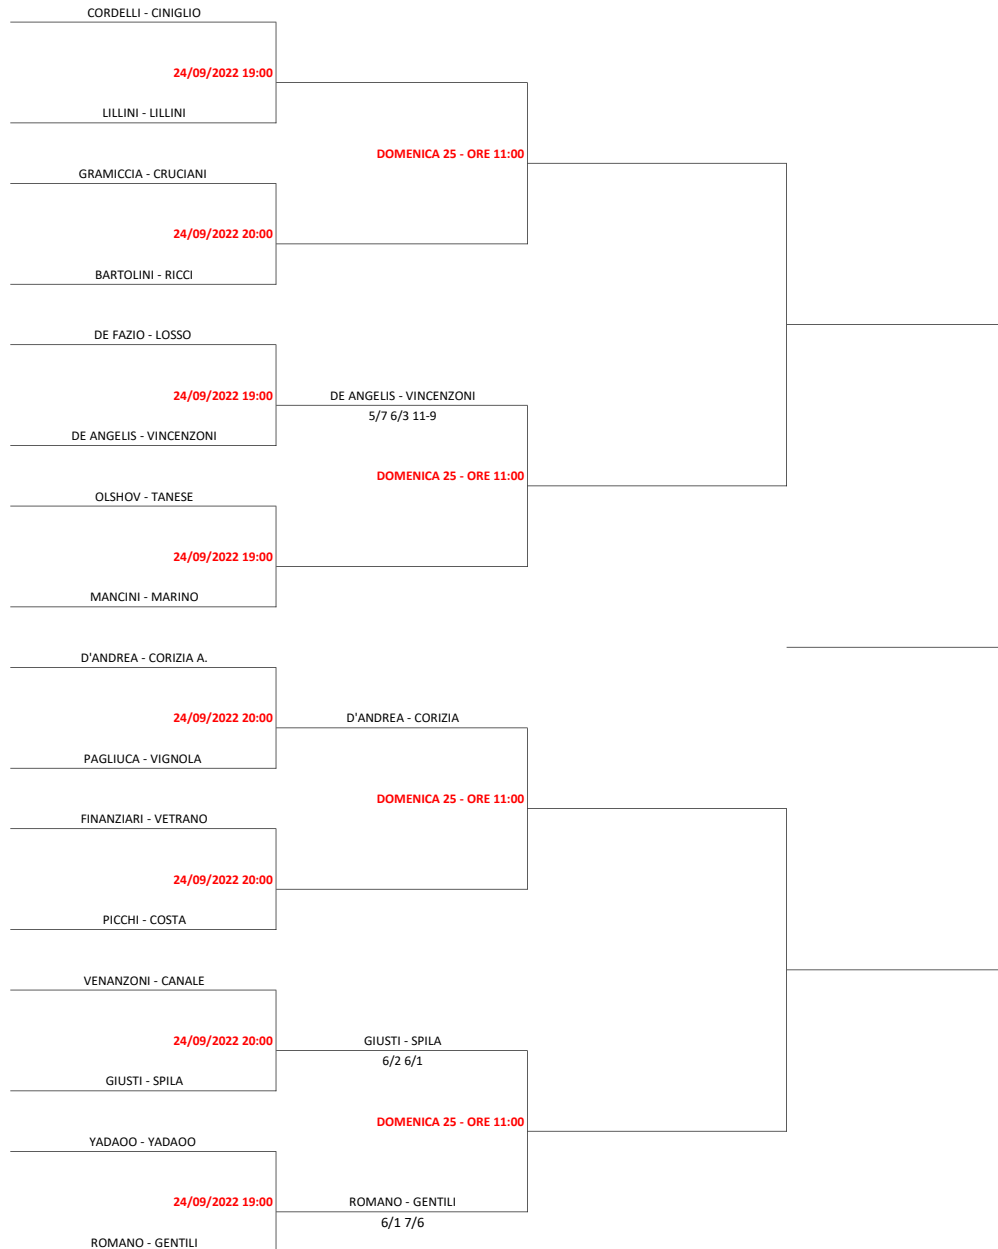 CORDELLI - CINIGLIO
24/09/2022 19:00
LILLINI - LILLINI
DOMENICA 25 - ORE 11:00
GRAMICCIA - CRUCIANI
24/09/2022 20:00
BARTOLINI - RICCI
DE FAZIO - LOSSO
24/09/2022 19:00
DE ANGELIS - VINCENZONI
5/7 6/3 11-9
DE ANGELIS - VINCENZONI
DOMENICA 25 - ORE 11:00
OLSHOV - TANESE
24/09/2022 19:00
MANCINI - MARINO
D'ANDREA - CORIZIA A.
24/09/2022 20:00
D'ANDREA - CORIZIA
PAGLIUCA - VIGNOLA
DOMENICA 25 - ORE 11:00
FINANZIARI - VETRANO
24/09/2022 20:00
PICCHI - COSTA
VENANZONI - CANALE
24/09/2022 20:00
GIUSTI - SPILA
6/2 6/1
GIUSTI - SPILA
DOMENICA 25 - ORE 11:00
YADAOO - YADAOO
24/09/2022 19:00
ROMANO - GENTILI
6/1 7/6
ROMANO - GENTILI